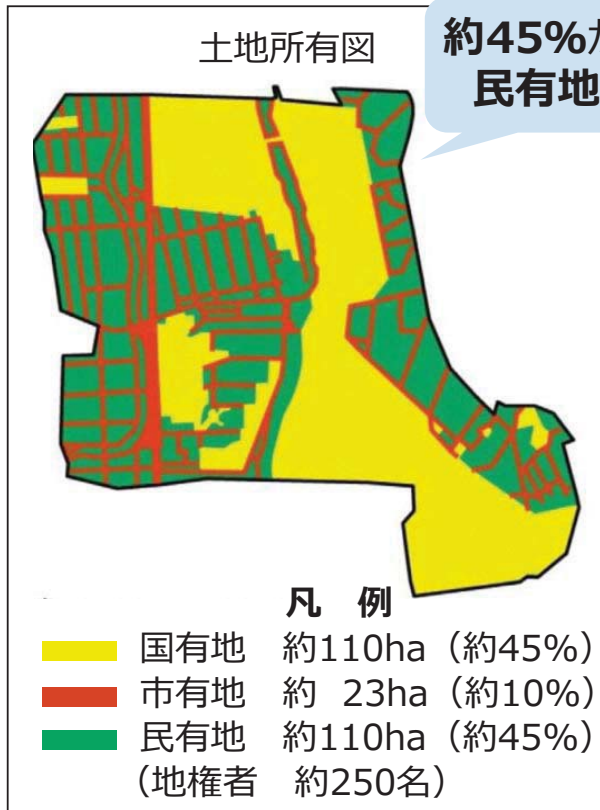 土地所有図
約45%が
民有地
凡 例
国有地 約110ha（約45%）
市有地 約 23ha（約10%）
民有地 約110ha（約45%）
（地権者 約250名）